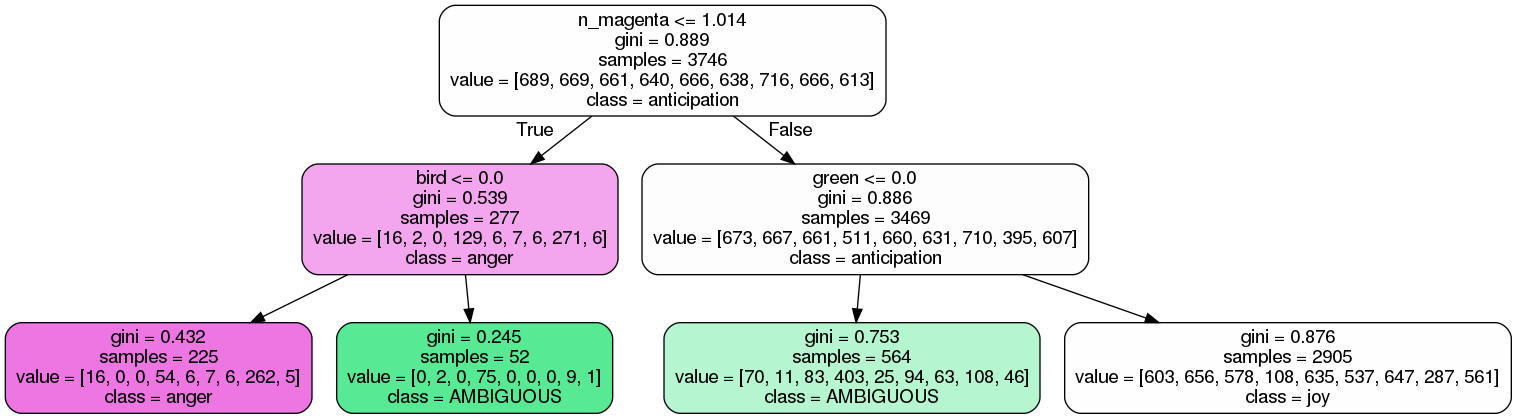 n_magenta <= 1.014
gini = 0.889
samples = 3746
value = [689, 669, 661, 640, 666, 638, 716, 666, 613]
class = anticipation
True
False
bird <= 0.0
gini = 0.539
samples = 277
value = [16, 2, 0, 129, 6, 7, 6, 271, 6]
class = anger
green <= 0.0
gini = 0.886
samples = 3469
value = [673, 667, 661, 511, 660, 631, 710, 395, 607]
class = anticipation
gini = 0.432
samples = 225
value = [16, 0, 0, 54, 6, 7, 6, 262, 5]
class = anger
gini = 0.245
samples = 52
value = [0, 2, 0, 75, 0, 0, 0, 9, 1]
class = AMBIGUOUS
gini = 0.753
samples = 564
value = [70, 11, 83, 403, 25, 94, 63, 108, 46]
class = AMBIGUOUS
gini = 0.876
samples = 2905
value = [603, 656, 578, 108, 635, 537, 647, 287, 561]
class = joy